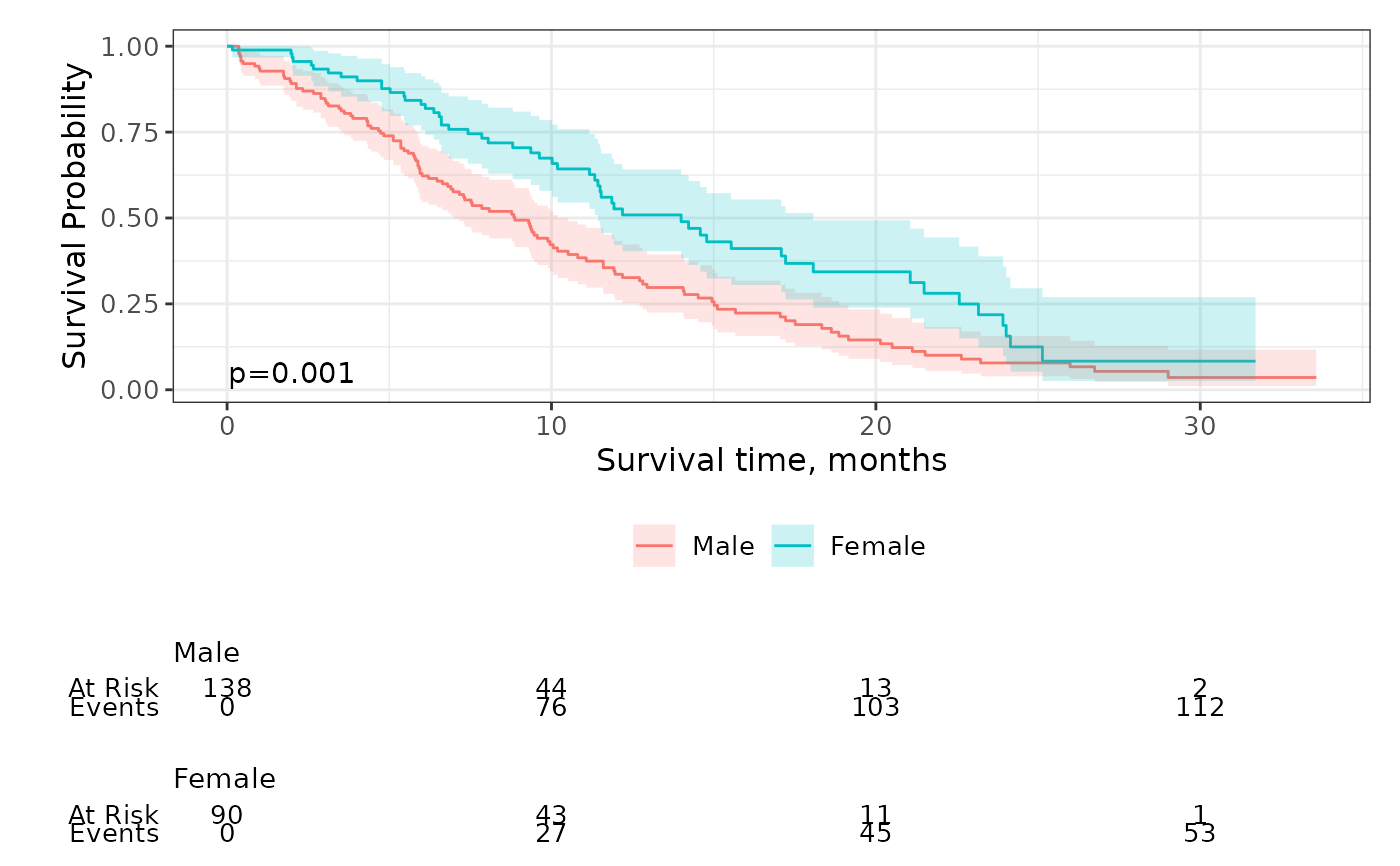 Survival Probability
1.00
0.75
0.50
0.25
0.00
p=0.001
0 10 20 30
Survival time, months
Male Female
Male
At Risk 138 44 13 2
Events 0 76 103 112
Female
At Risk 90 43 11 1
Events 0 27 45 53